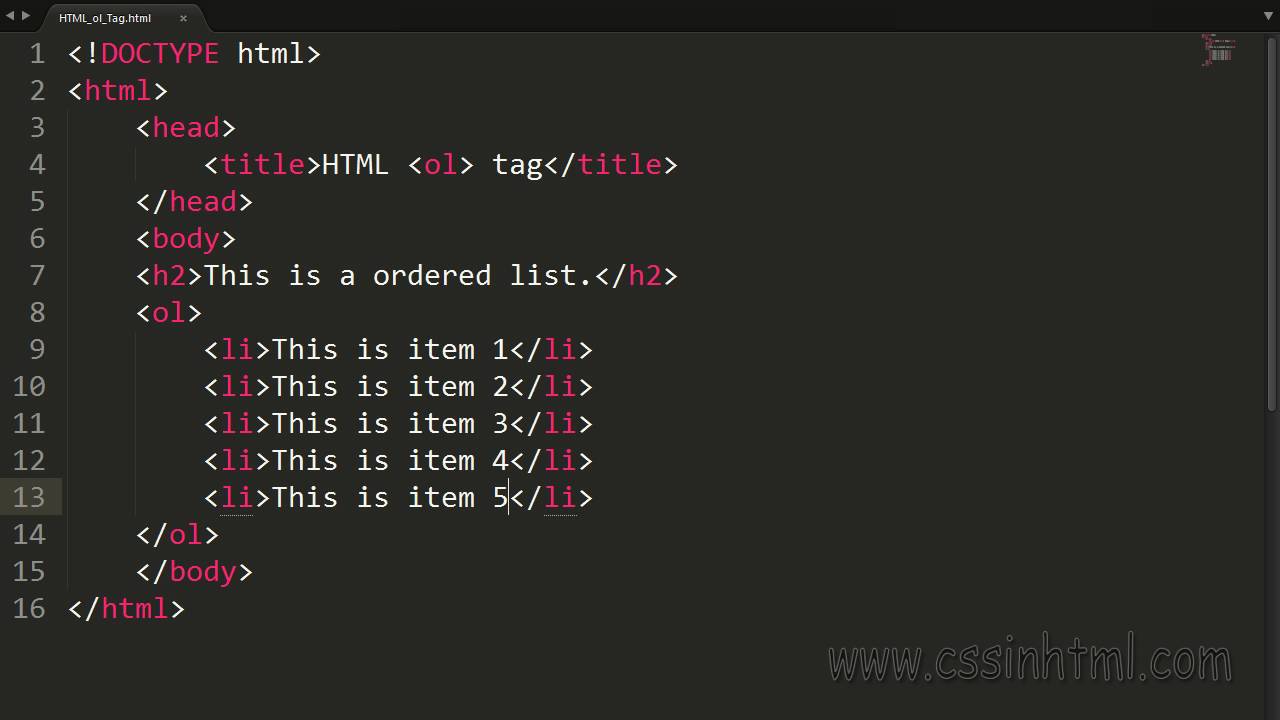 HTML_ol_Tag.html ×
1 <!DOCTYPE html>
2 <html>
3 <head>
4 <title>HTML <ol> tag</title>
5 </head>
6 <body>
7 <h2>This is a ordered list.</h2>
8 <ol>
9 <li>This is item 1</li>
10 <li>This is item 2</li>
11 <li>This is item 3</li>
12 <li>This is item 4</li>
13 <li>This is item 5</li>
14 </ol>
15 </body>
16 </html>
www.cssinhtml.com